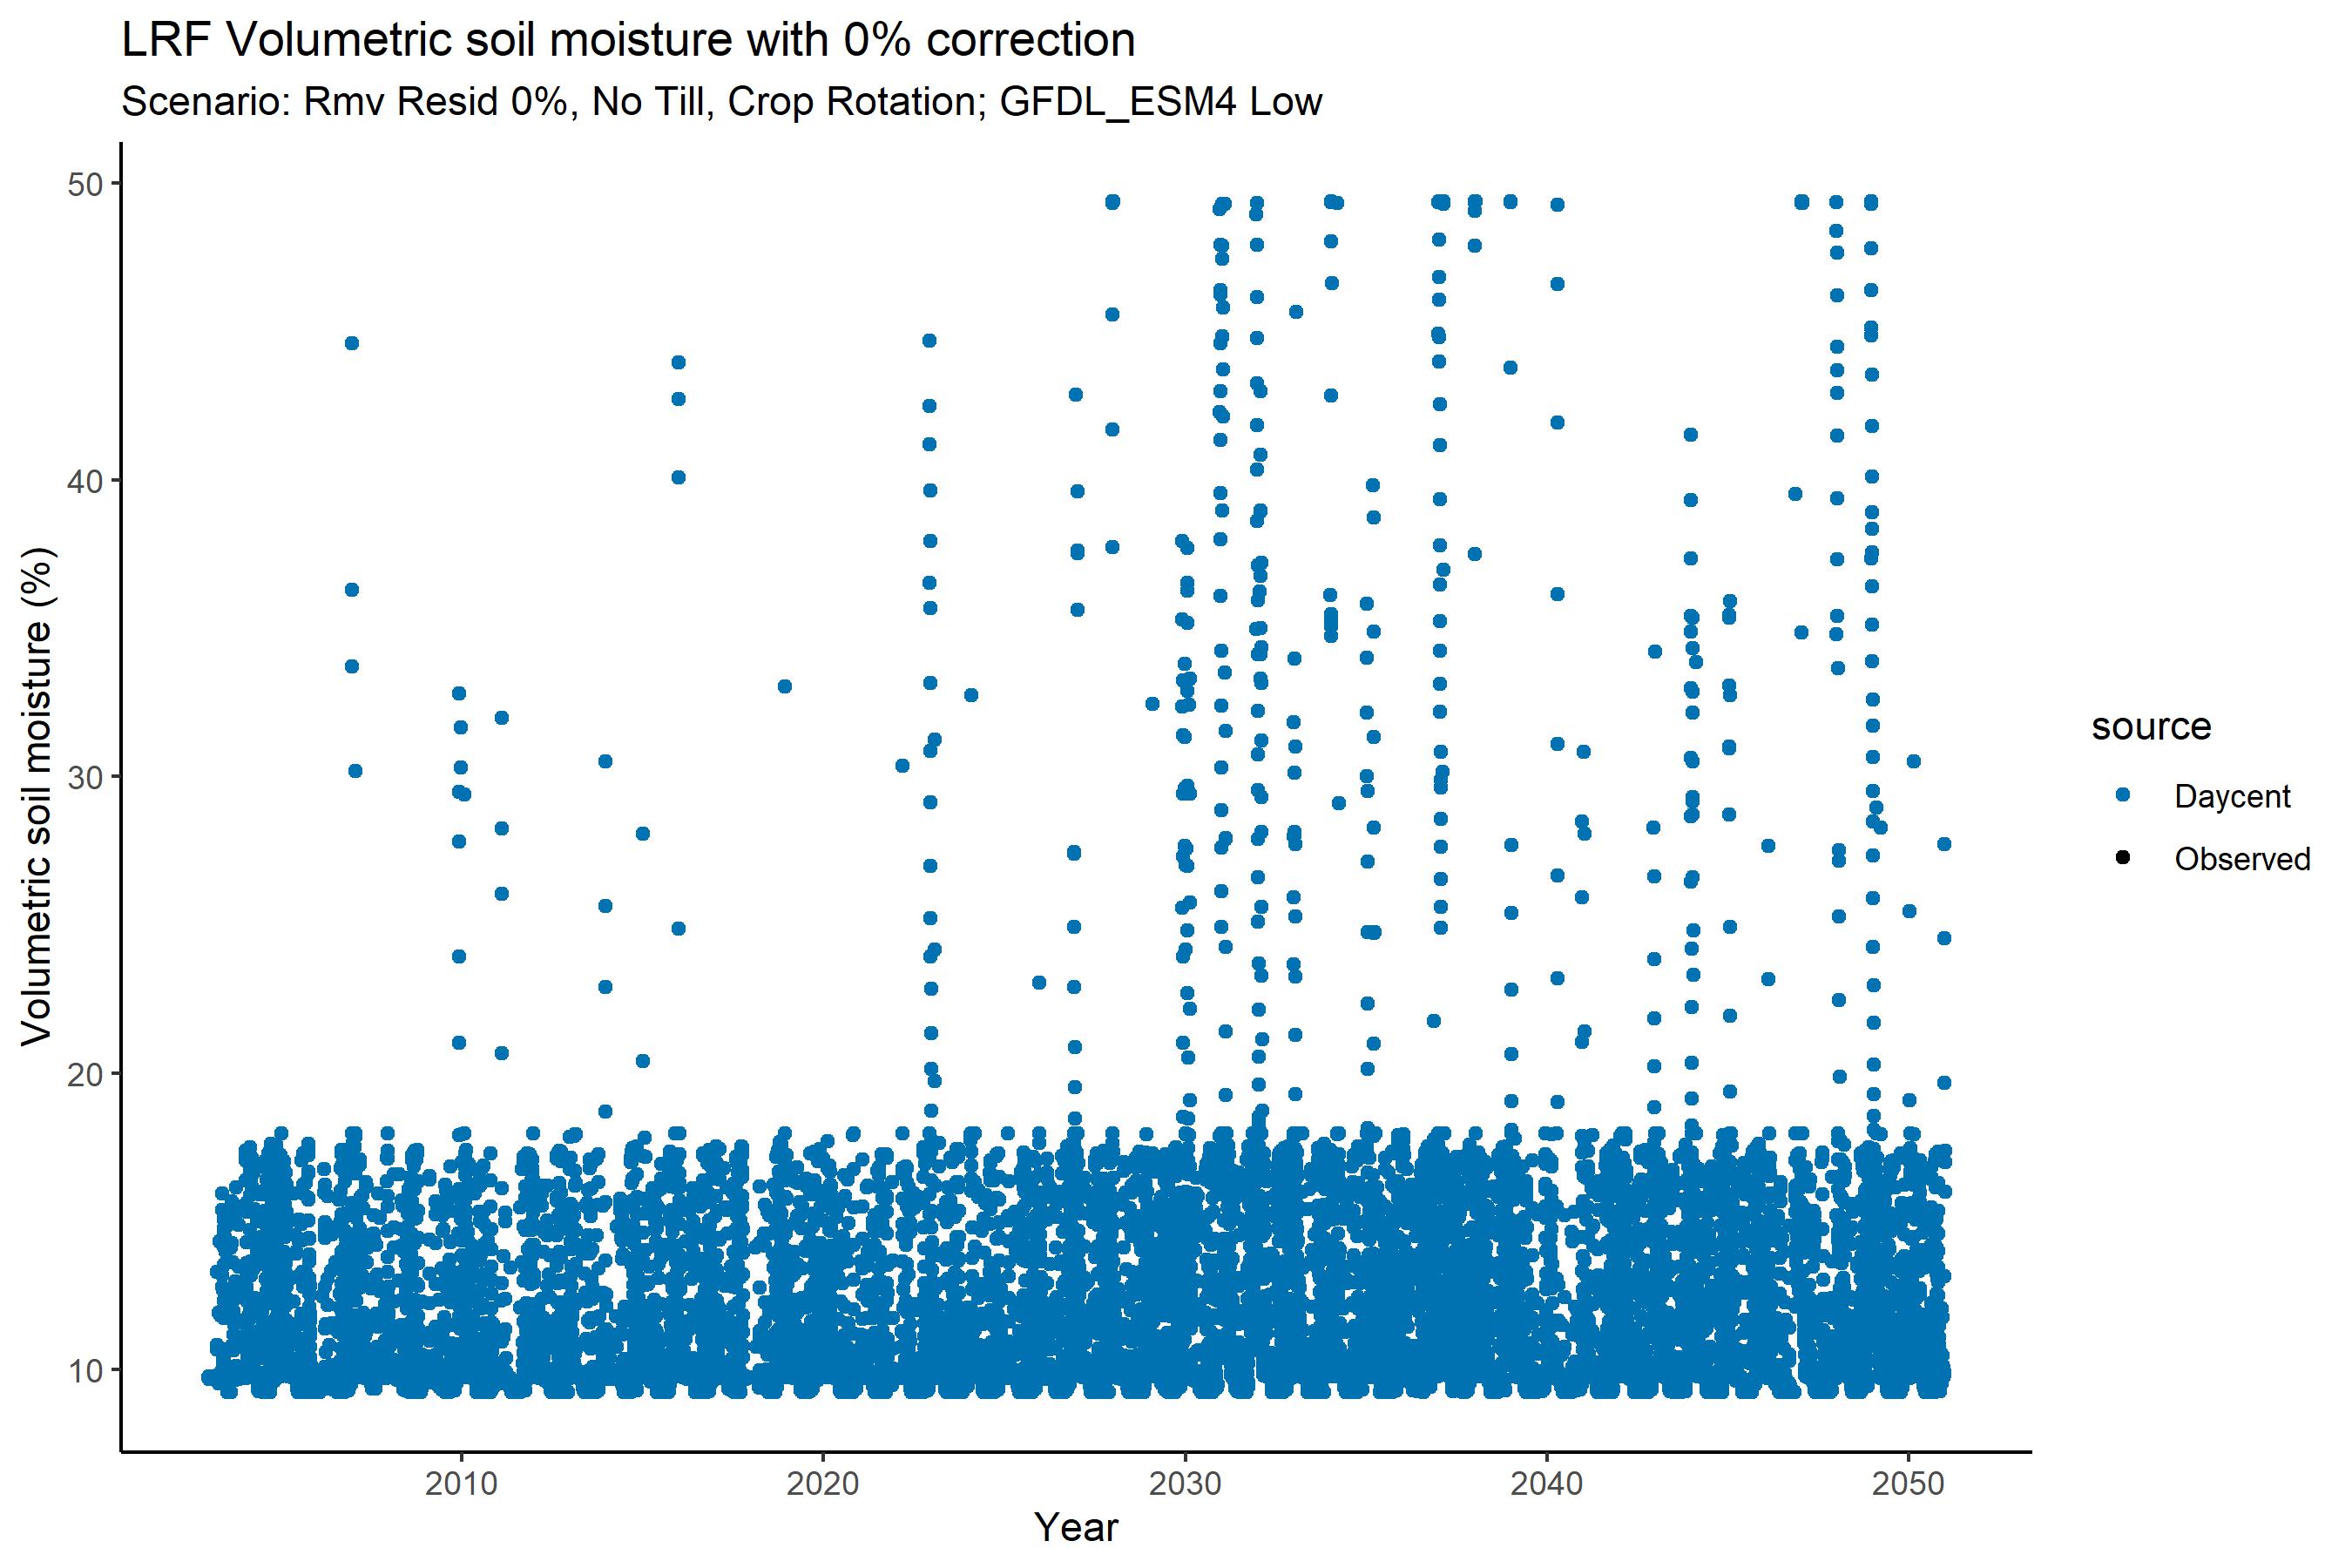 LRF Volumetric soil moisture with 0% correction
Scenario: Rmv Resid 0%, No Till, Crop Rotation; GFDL_ESM4 Low
50
40
30
20
10
Volumetric soil moisture (%)
2010
2020
2030
2040
2050
Year
source
Daycent
Observed